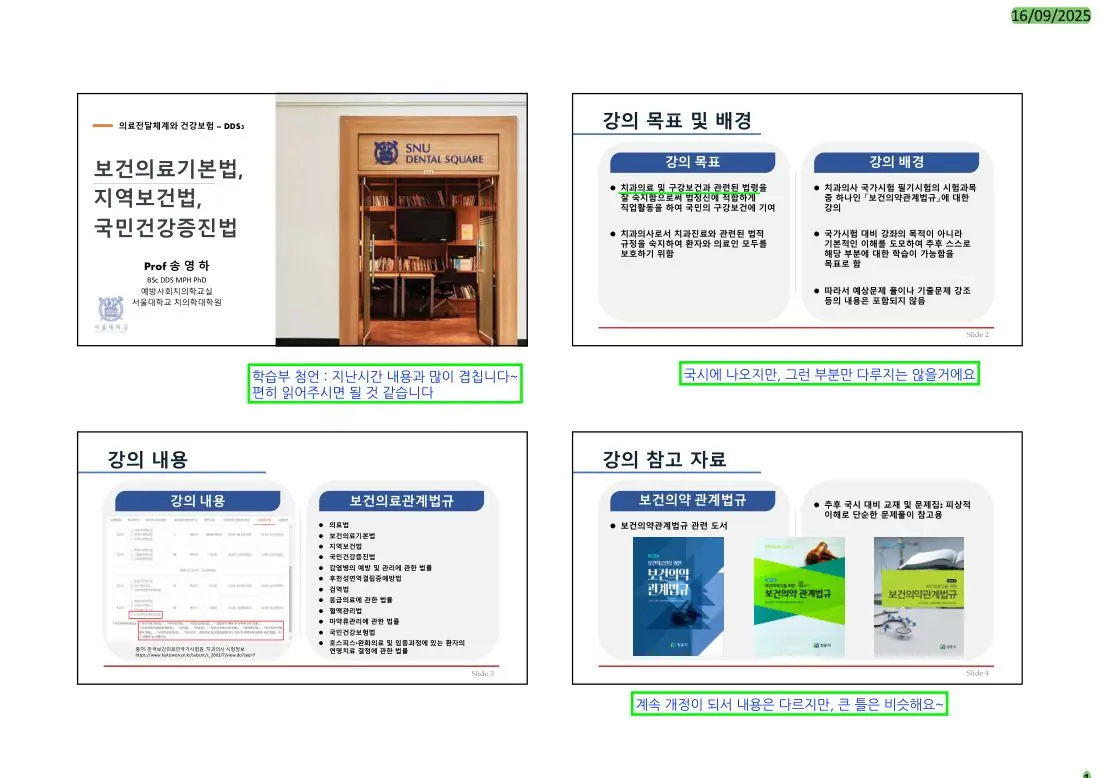 16/09/2025
의료전달체계와 건강보험 – DDS3
보건의료기본법,
지역보건법,
국민건강증진법
Prof 송 영 하
BSc DDS MPH PhD
예방사회치의학교실
서울대학교 치의학대학원
서울대학교
SNU
DENTAL SQUARE
학습부 첨언 : 지난시간 내용과 많이 겹칩니다~
편히 읽어주시면 될 것 같습니다
강의 목표 및 배경
강의 목표
● 치과의료 및 구강보건과 관련된 법령을
잘 숙지함으로써 법정신에 적합하게
직업활동을 하여 국민의 구강보건에 기여
● 치과의사로서 치과진료와 관련된 법적
규정을 숙지하여 환자와 의료인 모두를
보호하기 위함
강의 배경
● 치과의사 국가시험 필기시험의 시험과목
중 하나인 「보건의약관계법규」에 대한
강의
● 국가시험 대비 강좌의 목적이 아니라
기본적인 이해를 도모하여 추후 스스로
해당 부분에 대한 학습이 가능함을
목표로 함
● 따라서 예상문제 풀이나 기출문제 강조
등의 내용은 포함되지 않음
Slide 2
국시에 나오지만, 그런 부분만 다루지는 않을거에요
강의 내용
강의 내용
출처: 한국보건의료인국가시험원. 치과의사 시험정보
보건의료관계법규
● 의료법
● 보건의료기본법
● 지역보건법
● 국민건강증진법
● 감염병의 예방 및 관리에 관한 법률
● 후천성면역결핍증예방법
● 검역법
● 응급의료에 관한 법률
● 혈액관리법
● 마약류관리에 관한 법률
● 국민건강보험법
● 호스피스·완화의료 및 임종과정에 있는 환자의
연명치료 결정에 관한 법률
Slide 3
강의 참고 자료
보건의약 관계법규
● 보건의약관계법규 관련 도서
● 추후 국시 대비 교재 및 문제집: 피상적
이해로 단순한 문제풀이 참고용
보건의약
관계법규
보건의약 관계법규
보건의약관계법규
Slide 4
계속 개정이 되서 내용은 다르지만, 큰 틀은 비슷해요~
1